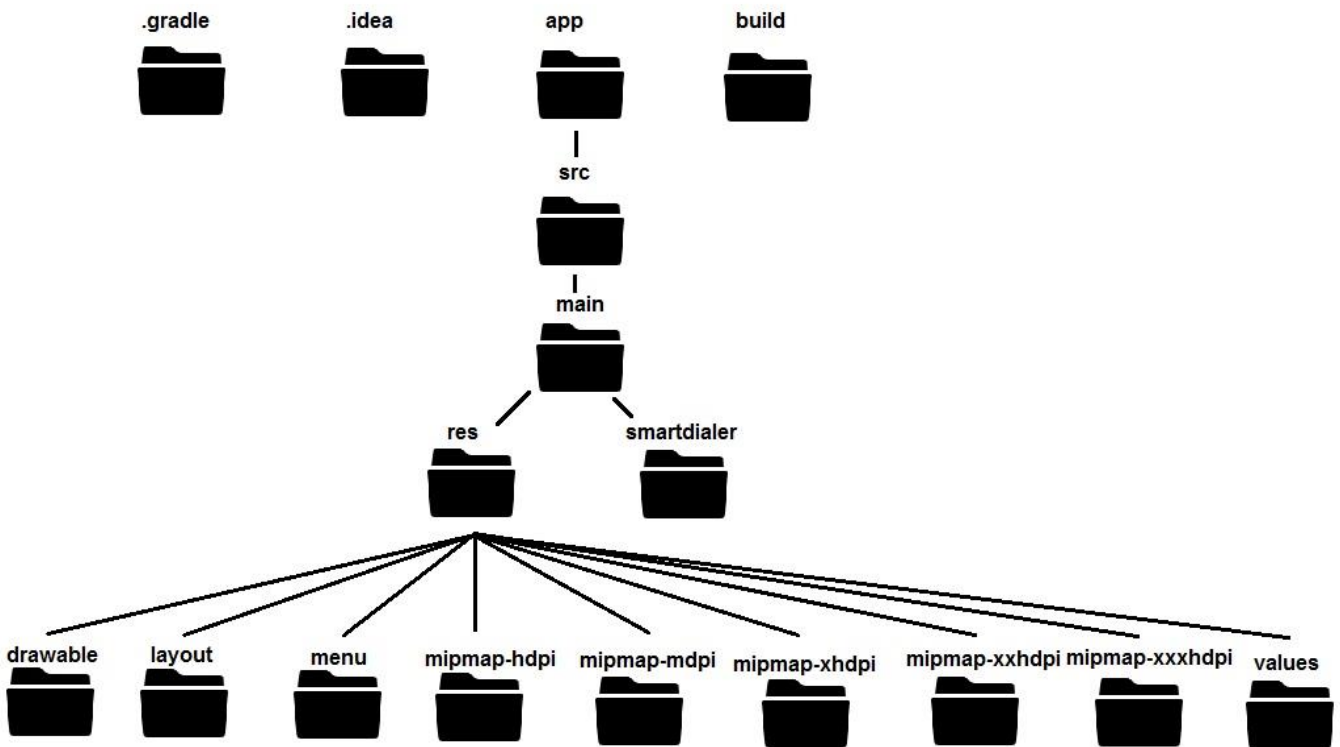 .gradle
.idea
app
build
src
main
res
smartdialer
drawable
layout
menu
mipmap-hdpi
mipmap-mdpi
mipmap-xhdpi
mipmap-xxhdpi
mipmap-xxxhdpi
values